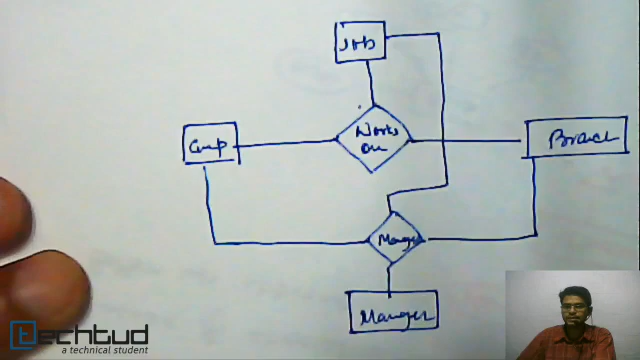 Job
Works
on
Emp
Branch
Manages
Manager
techtud
a technical student